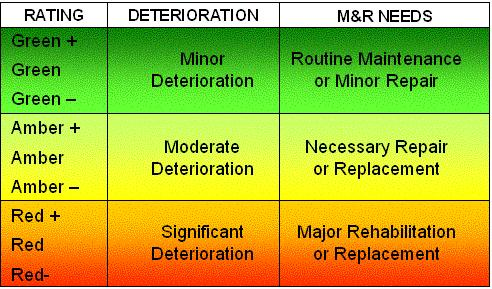 RATING DETERIORATION M&R NEEDS
Green +
Green
Green –
Minor
Deterioration
Routine Maintenance
or Minor Repair
Amber +
Amber
Amber –
Moderate
Deterioration
Necessary Repair
or Replacement
Red +
Red
Red-
Significant
Deterioration
Major Rehabilitation
or Replacement